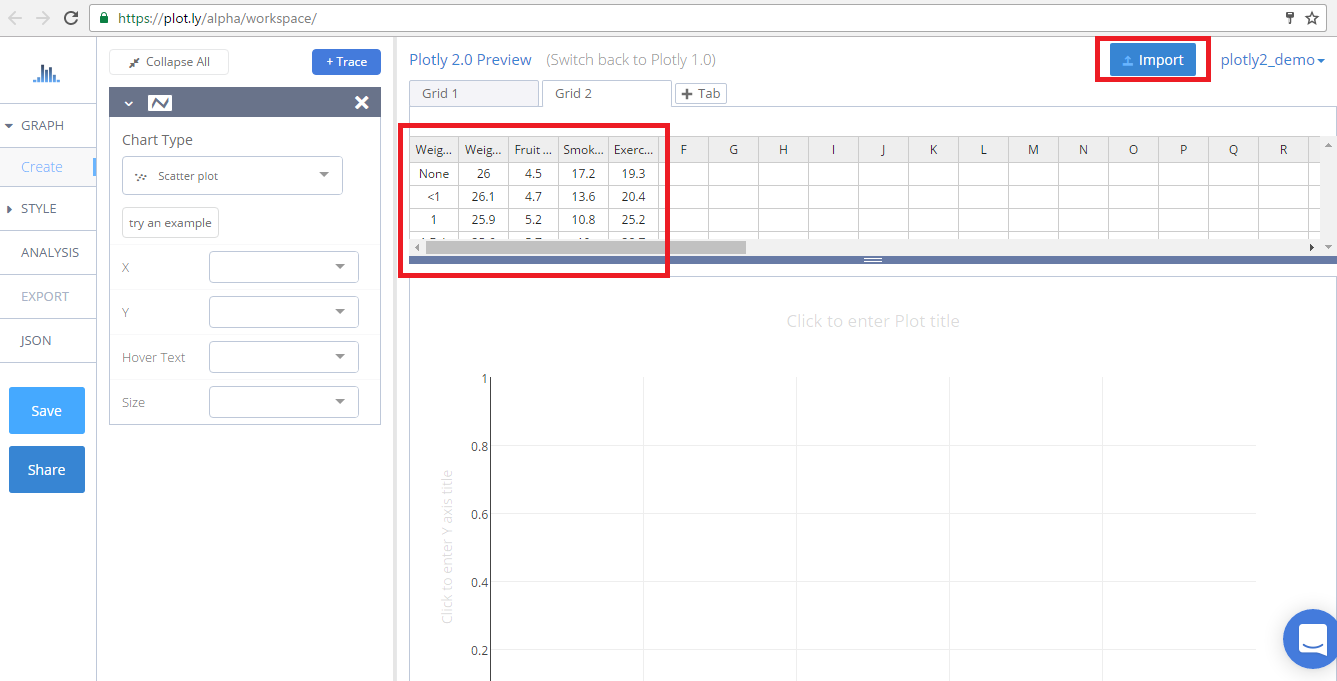 https://plot.ly/alpha/workspace/
GRAPH
Create
STYLE
ANALYSIS
EXPORT
JSON
Save
Share
Collapse All
+ Trace
Chart Type
Scatter plot
try an example
X
Y
Hover Text
Size
Plotly 2.0 Preview (Switch back to Plotly 1.0)
Import
plotly2_demo
Grid 1 Grid 2 + Tab
Weig... Weig... Fruit ... Smok... Exerc... F G H I J K L M N O P Q R
None 26 4.5 17.2 19.3
<1 26.1 4.7 13.6 20.4
1 25.9 5.2 10.8 25.2
Click to enter Plot title
1
0.8
0.6
0.4
0.2
Click to enter Y axis title